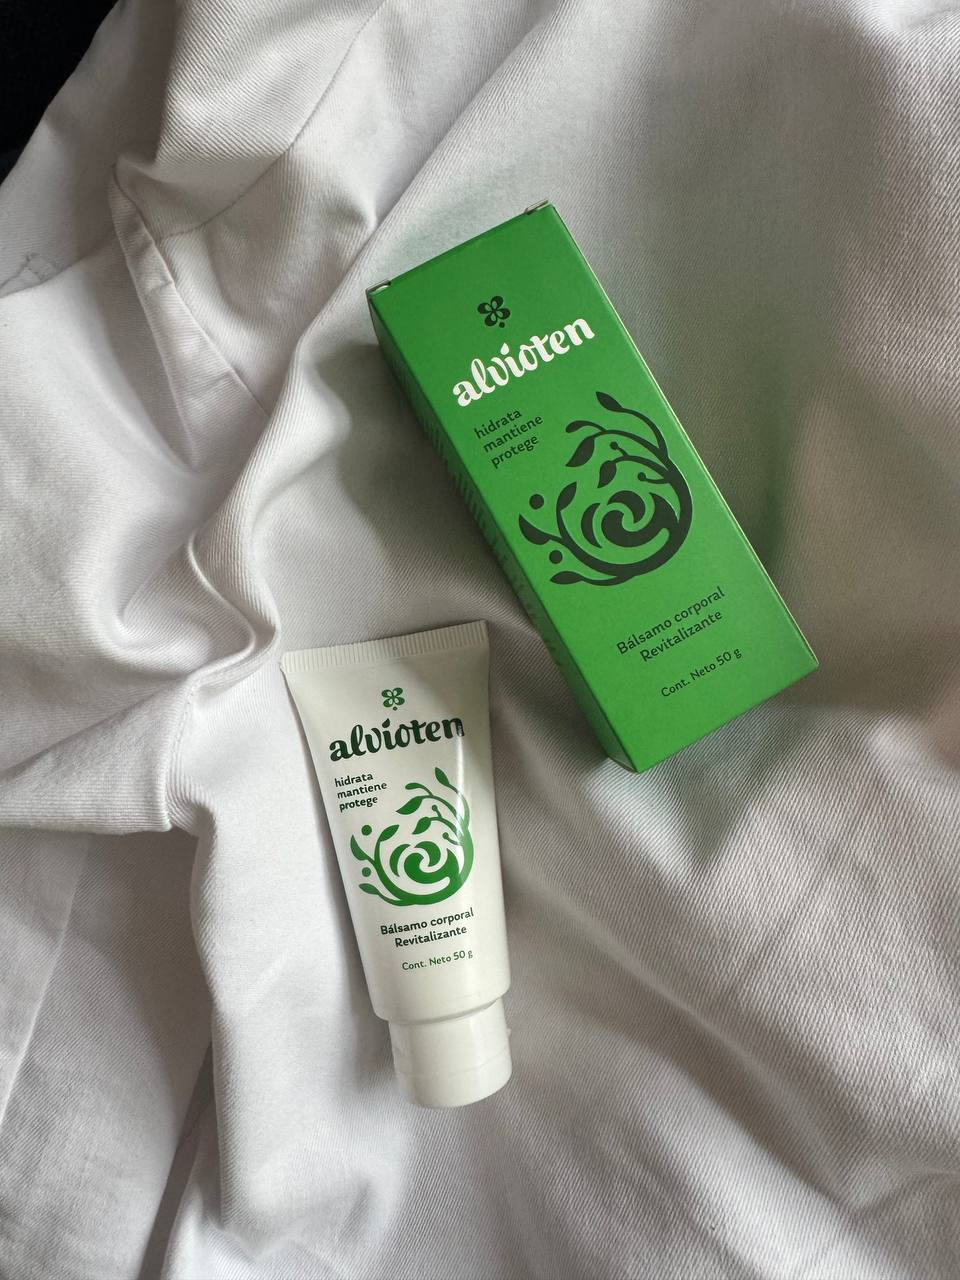 alvioten
hidrata
mantiene
protege
Bálsamo corporal
Revitalizante
Cont. Neto 50 g
alvioten
hidrata
mantiene
protege
Bálsamo corporal
Revitalizante
Cont. Neto 50 g